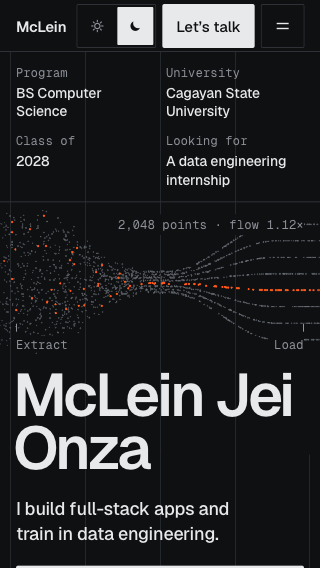 McLein
Let's talk
Program
BS Computer
Science
University
Cagayan State
University
Class of
2028
Looking for
A data engineering
internship
2,048 points · flow 1.12×
Extract
Load
McLein Jei
Onza
I build full-stack apps and
train in data engineering.